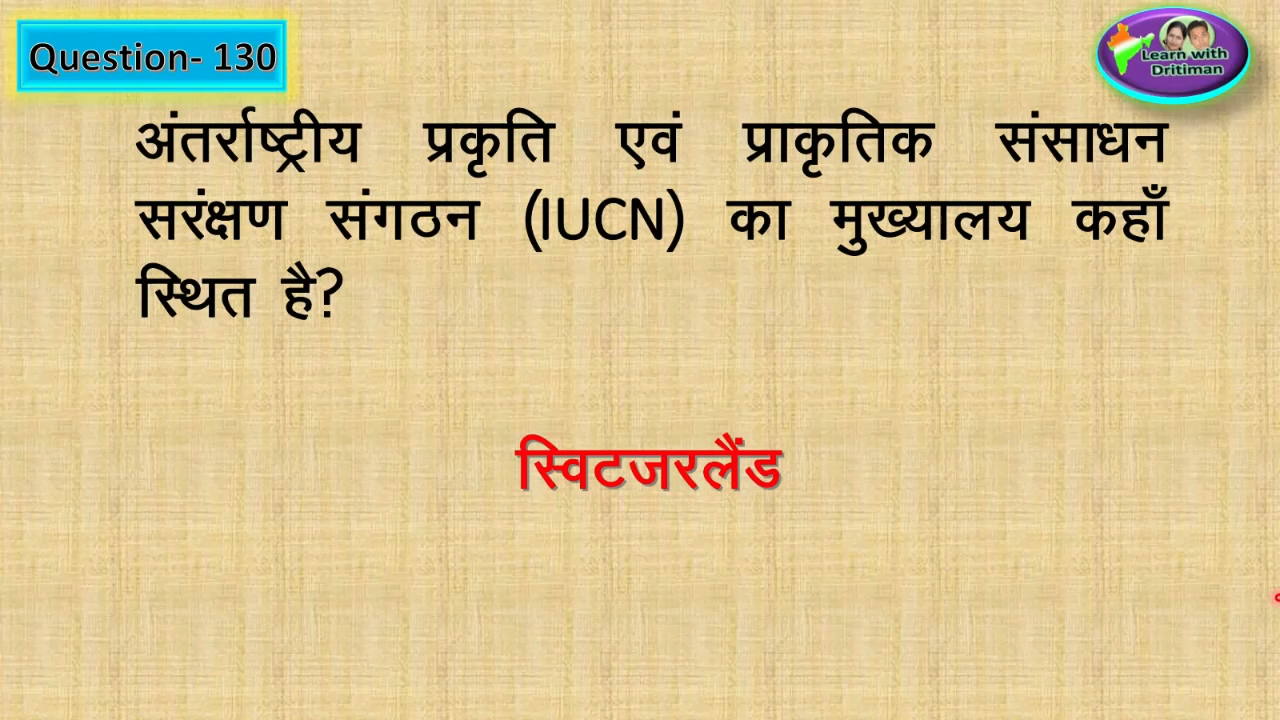 Question- 130
Learn with
Dritiman
अंतर्राष्ट्रीय प्रकृति एवं प्राकृतिक संसाधन
सरंक्षण संगठन (IUCN) का मुख्यालय कहाँ
स्थित है?
स्विटजरलैंड